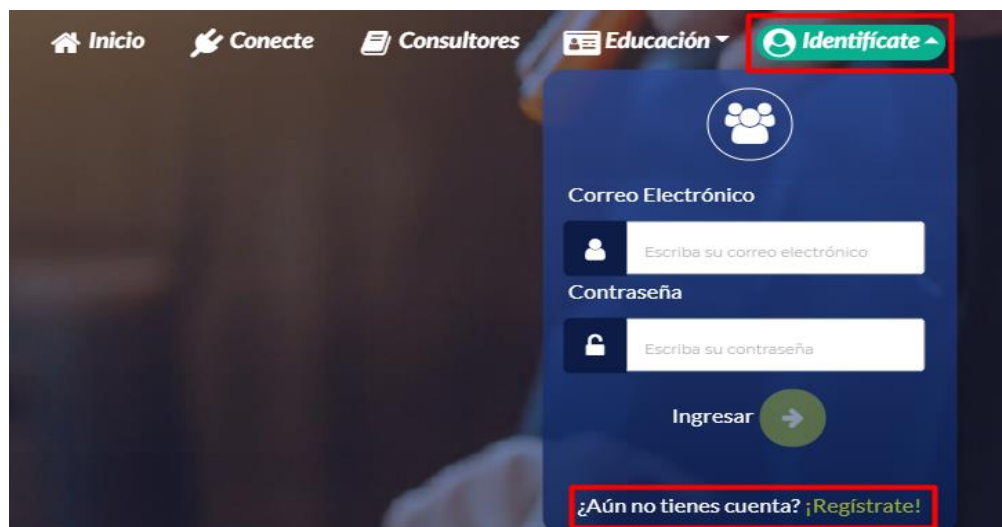 Inicio Conecte Consultores Educación Identifícate
Correo Electrónico
Escriba su correo electrónico
Contraseña
Escriba su contraseña
Ingresar
¿Aún no tienes cuenta? ¡Regístrate!